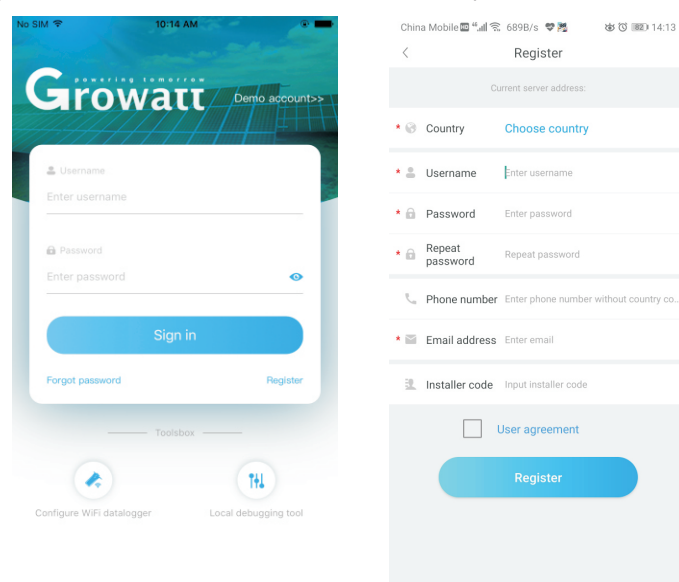 No SIM 10:14 AM
powering tomorrow
Growatt
Demo account>>
Username
Enter username
Password
Enter password
Sign in
Forgot password Register
Toolsbox
Configure WiFi datalogger Local debugging tool
China Mobile HD 4G 689B/s 82 14:13
Register
Current server address:
* Country Choose country
* Username Enter username
* Password Enter password
* Repeat
password Repeat password
Phone number Enter phone number without country co...
* Email address Enter email
Installer code Input installer code
User agreement
Register